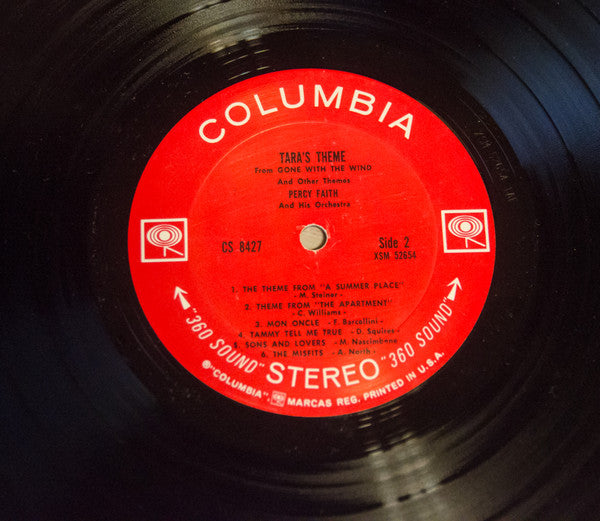 COLUMBIA
TARA'S THEME
From GONE WITH THE WIND
And Other Themes
PERCY FAITH
And His Orchestra
CS 8427
Side 2
XSM 52654
1. THE THEME FROM "A SUMMER PLACE"
- M. Steiner -
2. THEME FROM "THE APARTMENT"
- C. Williams -
3. MON ONCLE - F. Barcellini -
4. TAMMY TELL ME TRUE - D. Squires -
5. SONS AND LOVERS - M. Nascimbene
6. THE MISFITS - A. North -
"360 SOUND" STEREO "360 SOUND"
® "COLUMBIA". MARCAS REG. PRINTED IN U.S.A.